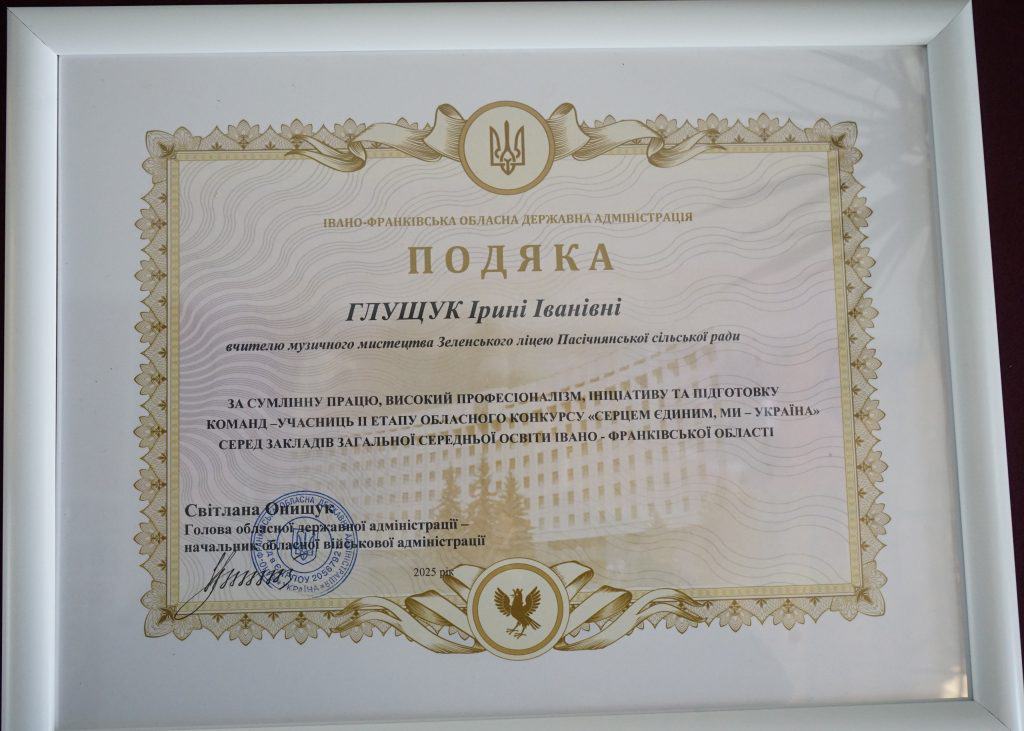 ІВАНО-ФРАНКІВСЬКА ОБЛАСНА ДЕРЖАВНА АДМІНІСТРАЦІЯ
ПОДЯКА
ГЛУЩУК Ірині Іванівні
вчителю музичного мистецтва Зеленського ліцею Пасічнянської сільської ради
ЗА СУМЛІННУ ПРАЦЮ, ВИСОКИЙ ПРОФЕСІОНАЛІЗМ, ІНІЦІАТИВУ ТА ПІДГОТОВКУ
КОМАНД –УЧАСНИЦЬ ІІ ЕТАПУ ОБЛАСНОГО КОНКУРСУ «СЕРЦЕМ ЄДИНИМ, МИ – УКРАЇНА»
СЕРЕД ЗАКЛАДІВ ЗАГАЛЬНОЇ СЕРЕДНЬОЇ ОСВІТИ ІВАНО - ФРАНКІВСЬКОЇ ОБЛАСТІ
Світлана Онищук
Голова обласної державної адміністрації –
начальник обласної військової адміністрації
2025 рік